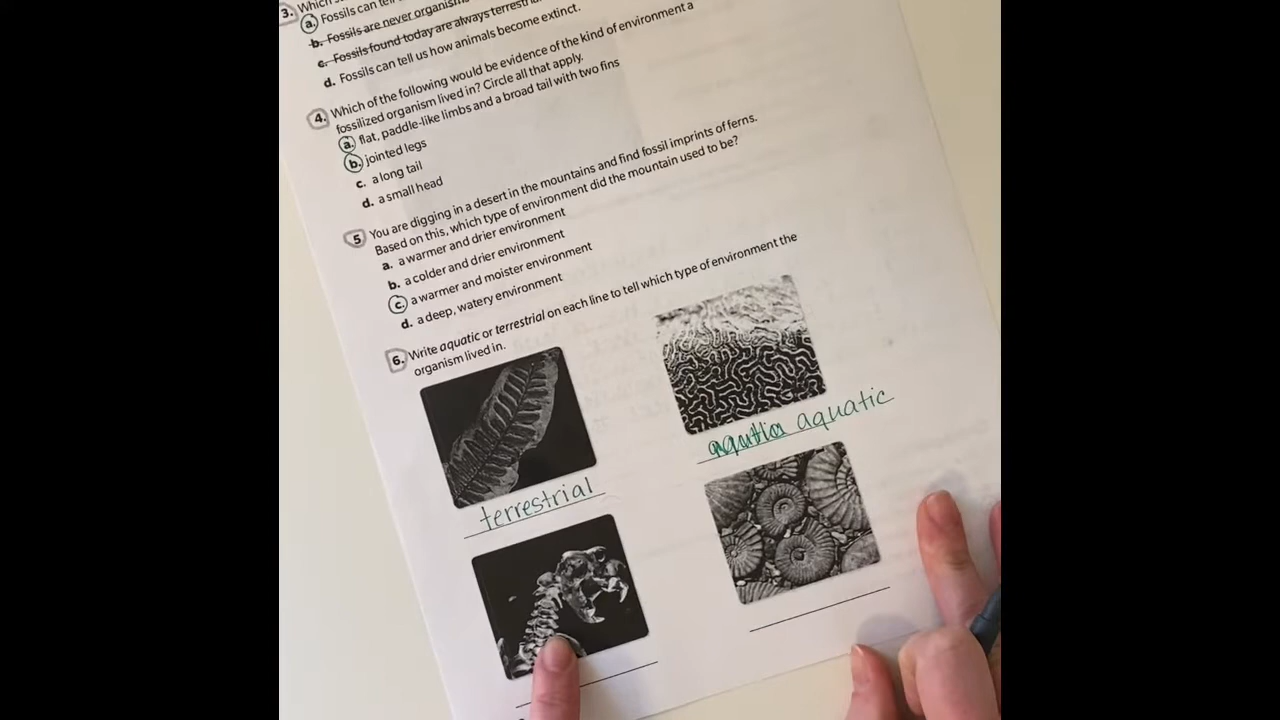 3. Which
a. Fossils can tell
b. Fossils are never organisms
c. Fossils found today are always
d. Fossils can tell us how animals become extinct.
4. Which of the following would be evidence of the kind of environment a
fossilized organism lived in? Circle all that apply.
a. flat, paddle-like limbs and a broad tail with two fins
b. jointed legs
c. a long tail
d. a small head
5 You are digging in a desert in the mountains and find fossil imprints of ferns.
Based on this, which type of environment did the mountain used to be?
a. a warmer and drier environment
b. a colder and drier environment
c. a warmer and moister environment
d. a deep, watery environment
6. Write aquatic or terrestrial on each line to tell which type of environment the
organism lived in.
aquatic
terrestrial